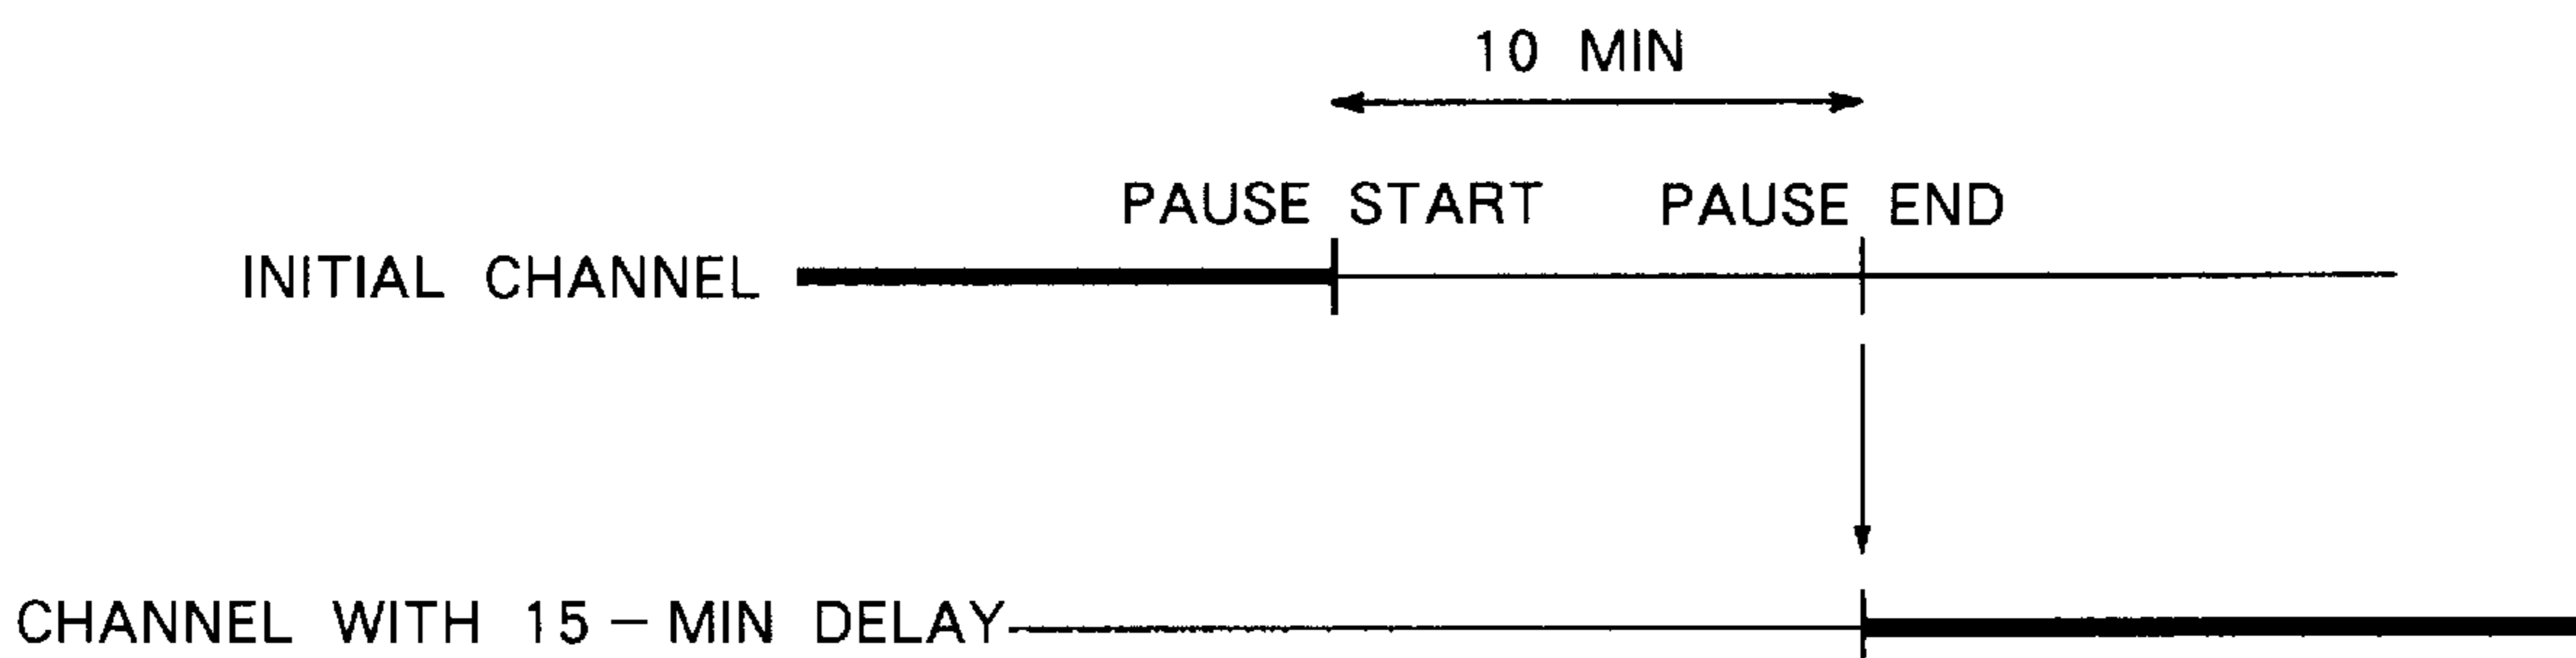 10 MIN
PAUSE START PAUSE END
INITIAL CHANNEL
CHANNEL WITH 15 - MIN DELAY